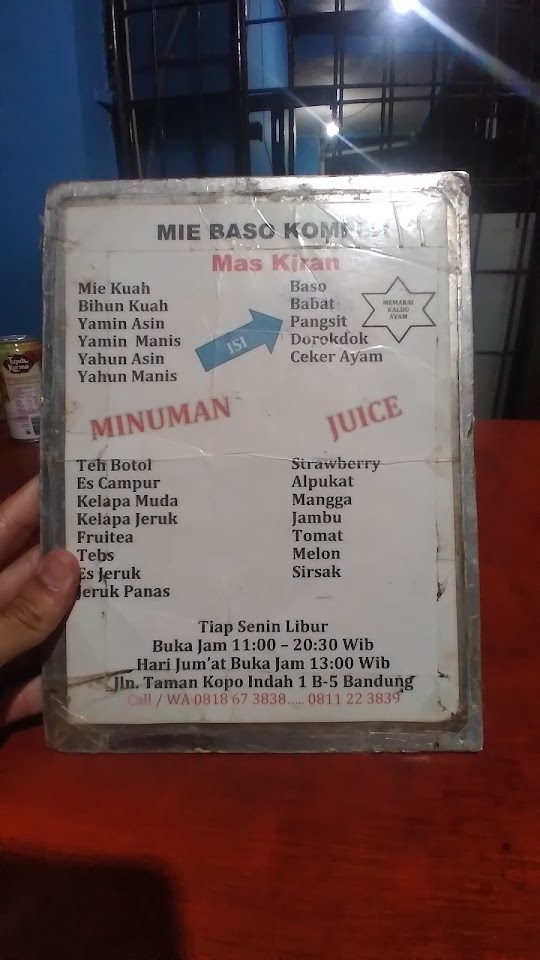 MIE BASO
Mas Kiran
Mie Kuah
Bihun Kuah
Yamin Asin
Yamin Manis
Yahun Asin
Yahun Manis
ISI
Baso
Babat
Pangsit
Dorokdok
Ceker Ayam
MEMAKAI
KALDU
AYAM
MINUMAN
Teh Botol
Es Campur
Kelapa Muda
Kelapa Jeruk
Fruitea
Tebs
Es Jeruk
Jeruk Panas
JUICE
Strawberry
Alpukat
Mangga
Jambu
Tomat
Melon
Sirsak
Tiap Senin Libur
Buka Jam 11:00 – 20:30 Wib
Hari Jum'at Buka Jam 13:00 Wib
Jln. Taman Kopo Indah 1 B-5 Bandung
Call / WA 0818 67 3838..... 0811 22 3839